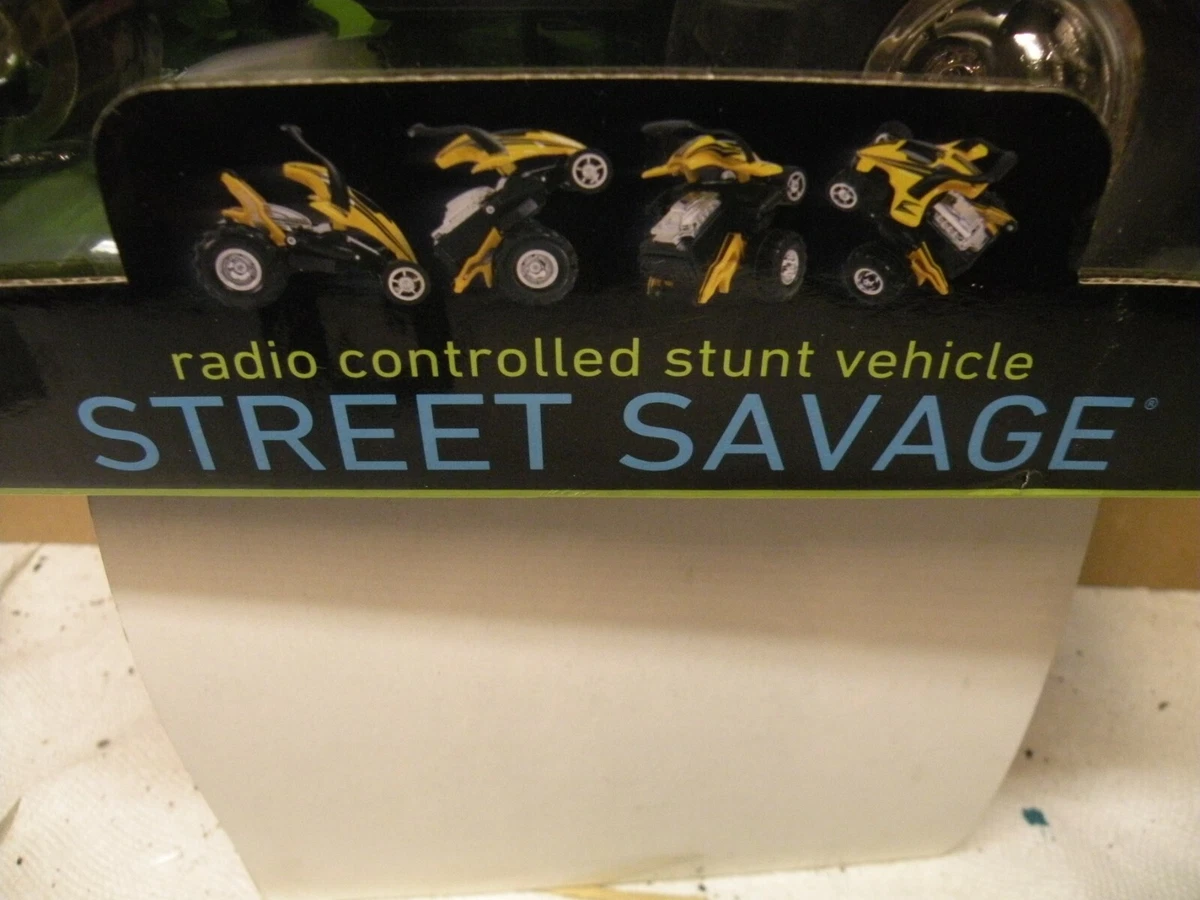 radio controlled stunt vehicle
STREET SAVAGE®